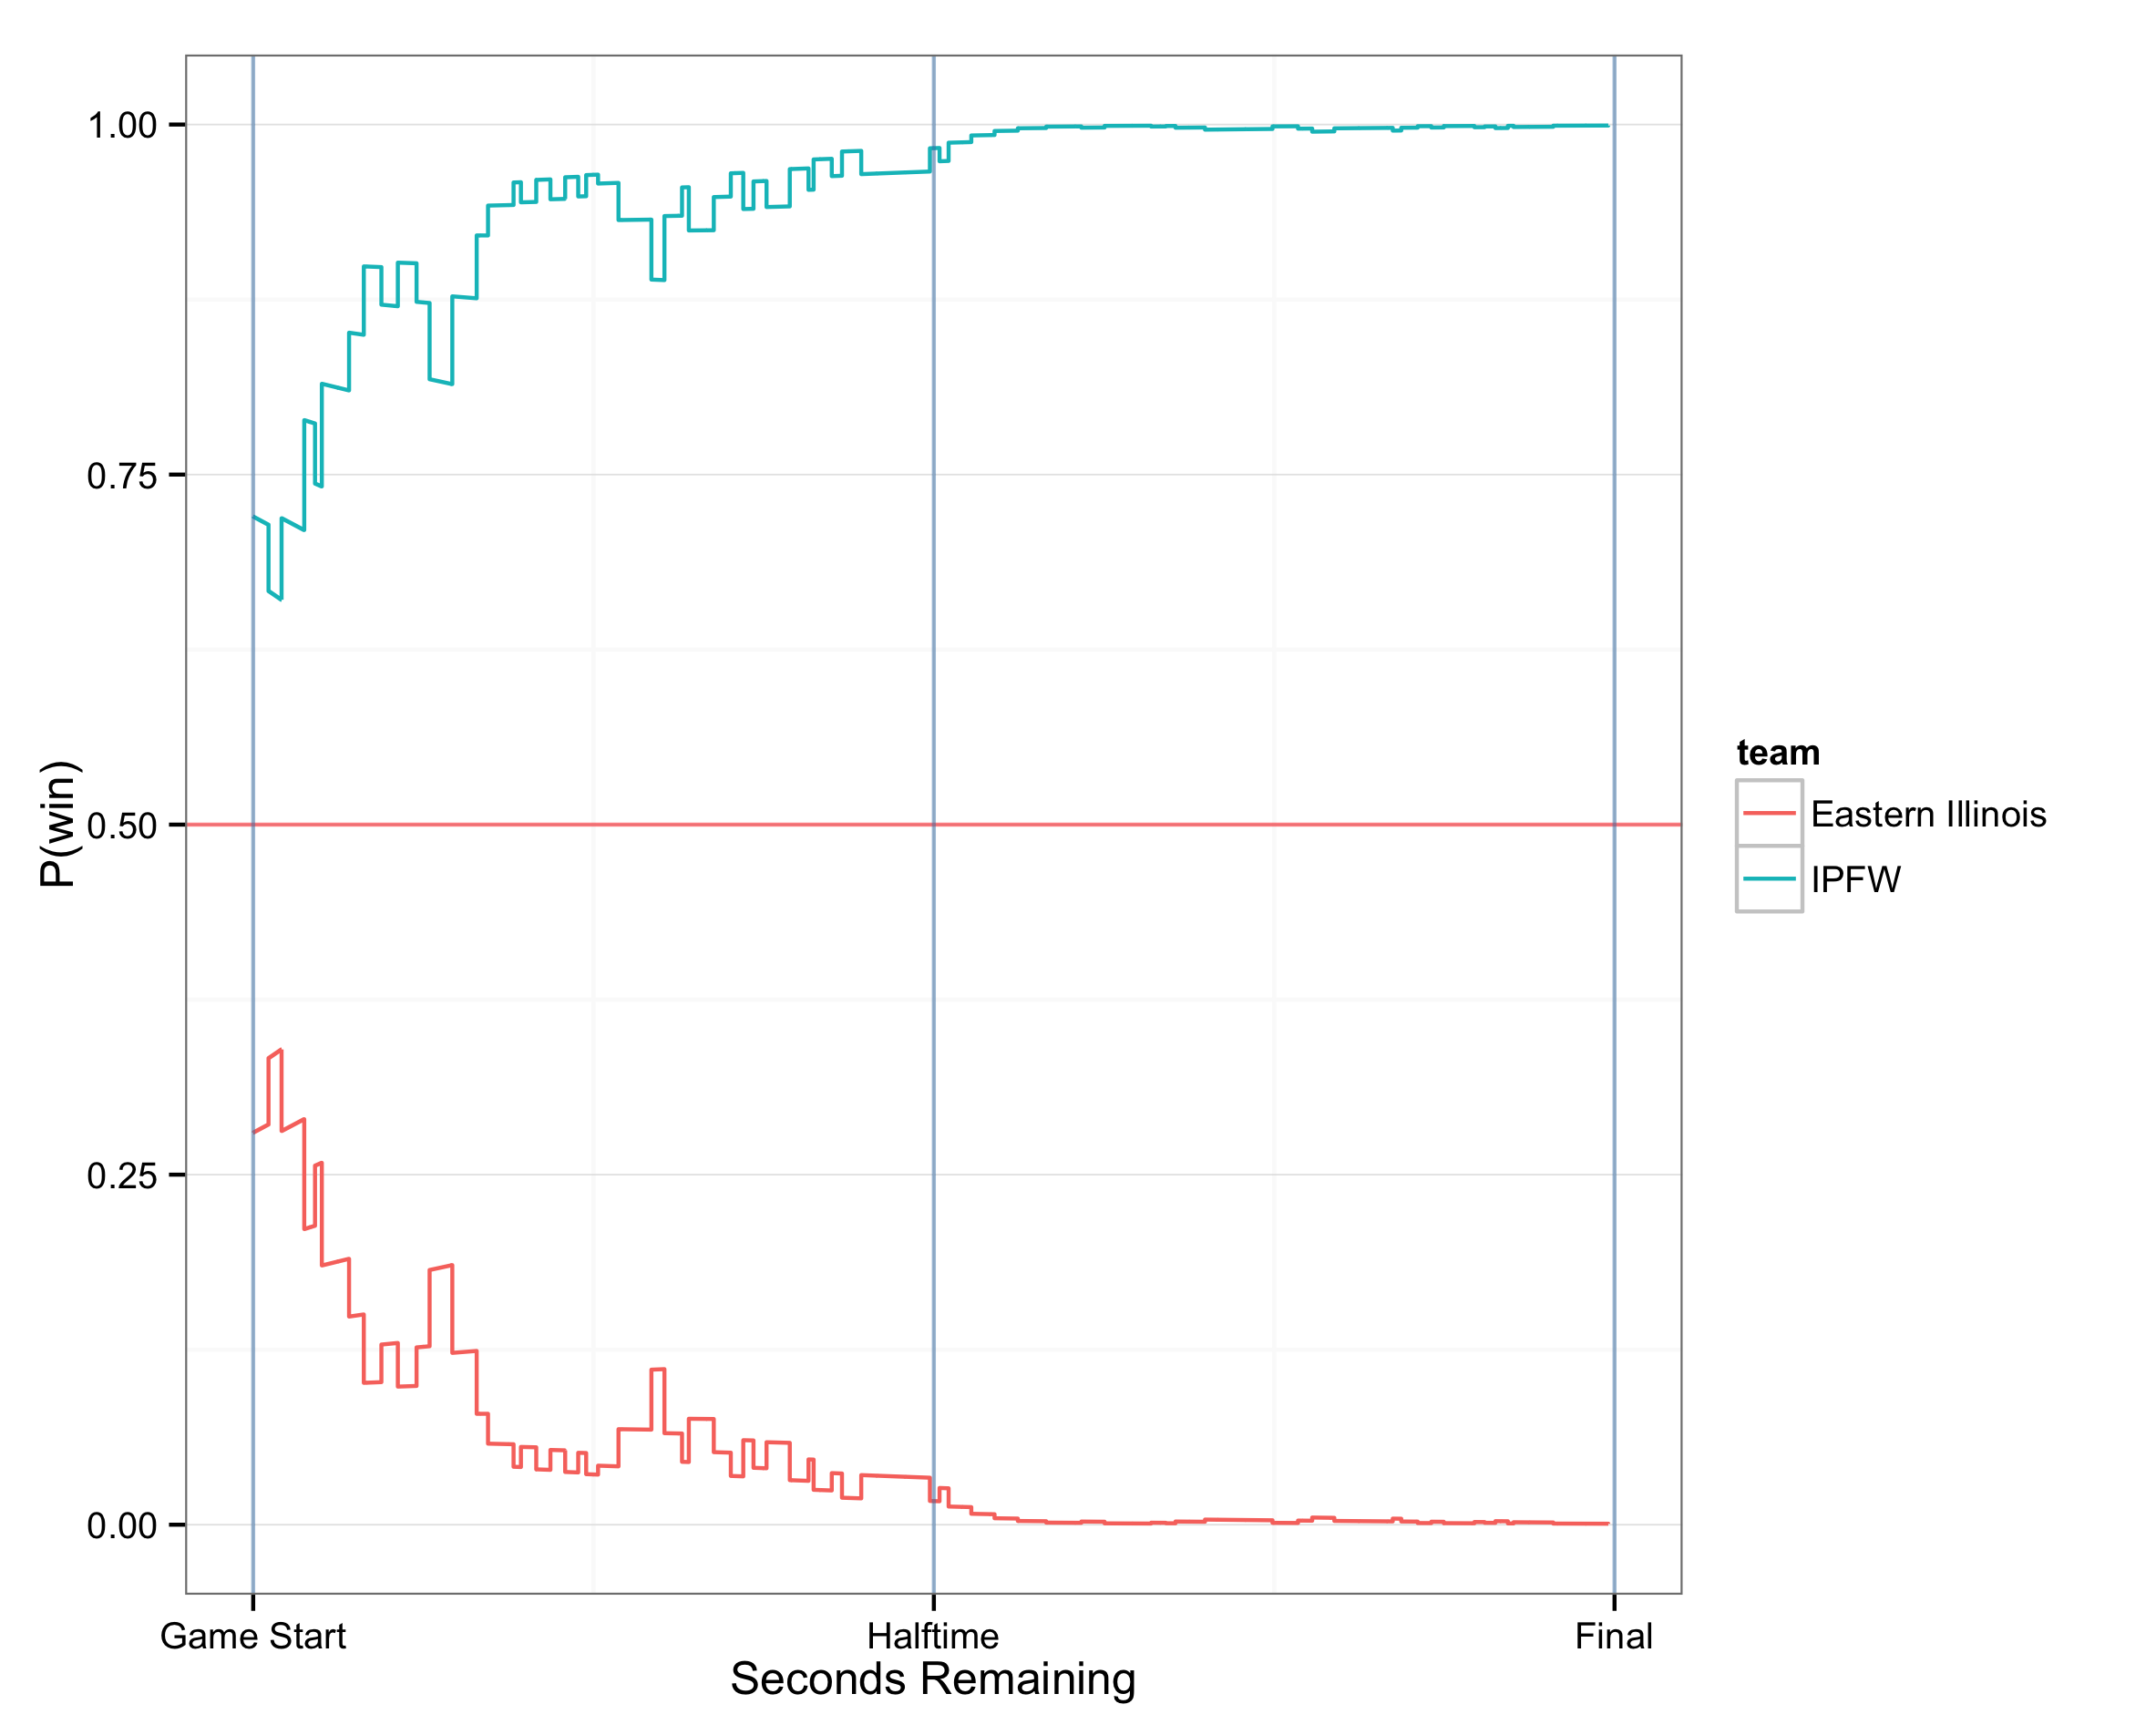 1.00
0.75
0.50
0.25
0.00
P(win)
Game Start
Halftime
Final
Seconds Remaining
team
Eastern Illinois
IPFW